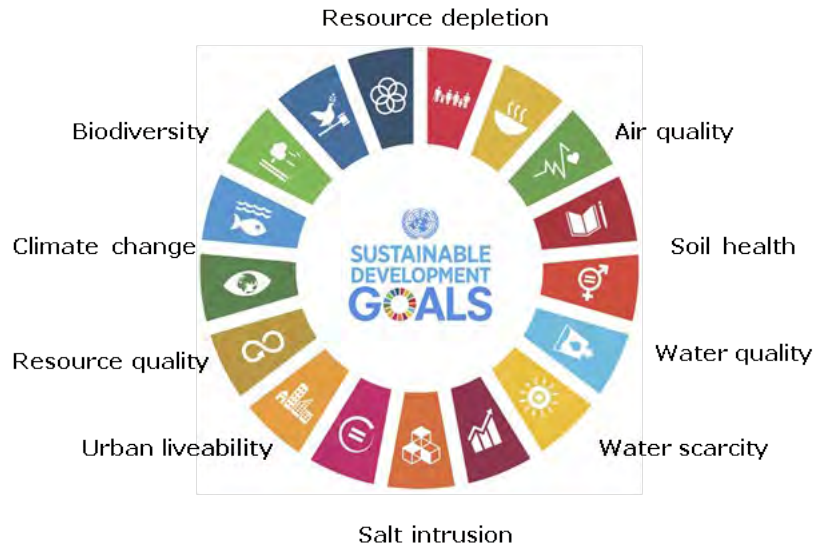 Resource depletion
Biodiversity
Air quality
Climate change
Soil health
SUSTAINABLE
DEVELOPMENT
GOALS
Resource quality
Water quality
Urban liveability
Water scarcity
Salt intrusion